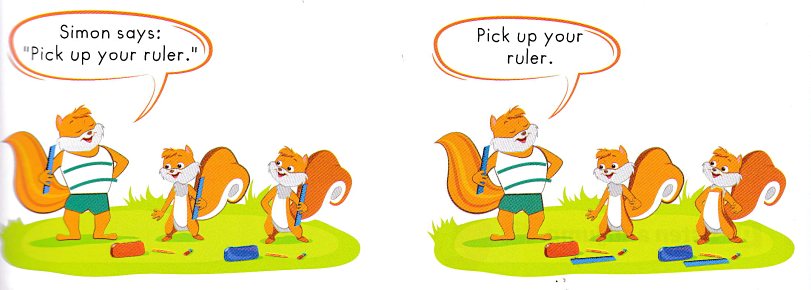 Simon says:
"Pick up your ruler."
Pick up your
ruler.